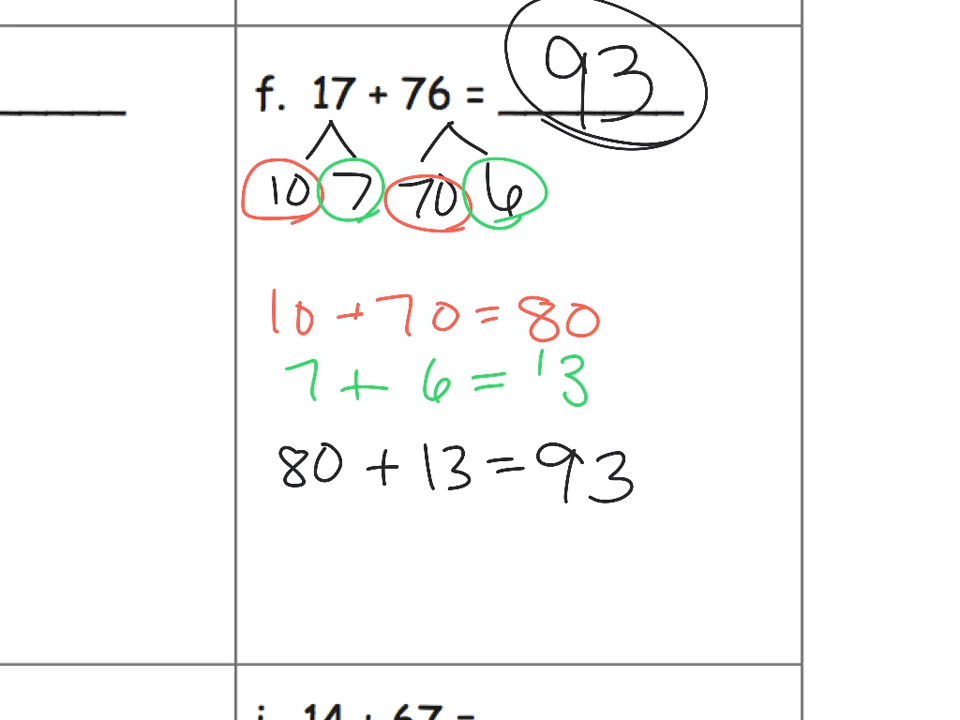 f. 17 + 76 = 93
10 7 70 6
10 + 70 = 80
7 + 6 = 13
80 + 13 = 93